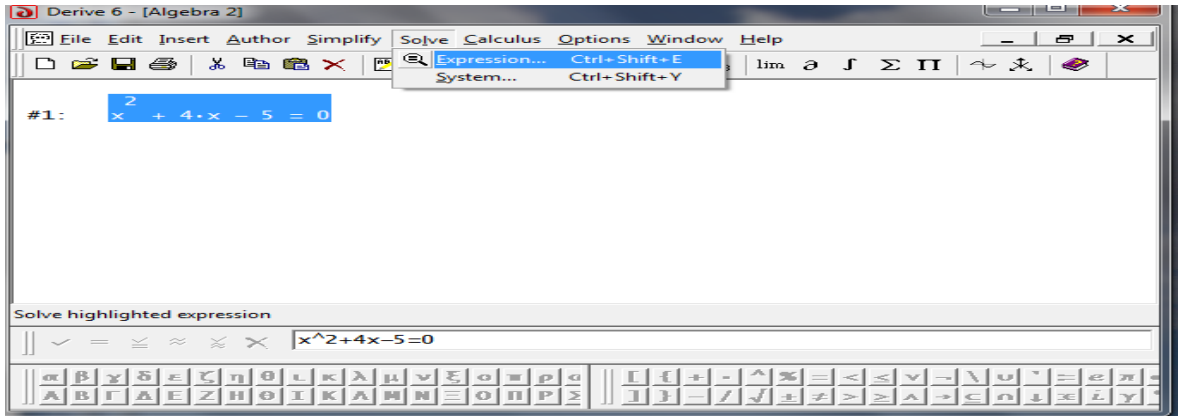 Derive 6 - [Algebra 2]
File Edit Insert Author Simplify Solve Calculus Options Window Help
Expression... Ctrl+Shift+E
lim ∂ ∫ Σ Π
System... Ctrl+Shift+Y
#1: x² + 4·x - 5 = 0
Solve highlighted expression
✓ = ≈ x^2+4x-5=0
α β γ δ ε ζ η θ ι κ λ μ ν ξ ο π ρ σ [ { + - ^ % = < ≤ ∨ ¬ \ ∪ ` := e π
Α Β Γ Δ Ε Ζ Η Θ Ι Κ Λ Μ Ν Ξ Ο Π Ρ Σ ] } − / √ ± ≠ > ≥ ∧ → ⊆ ∩ ↓ ∞ i γ